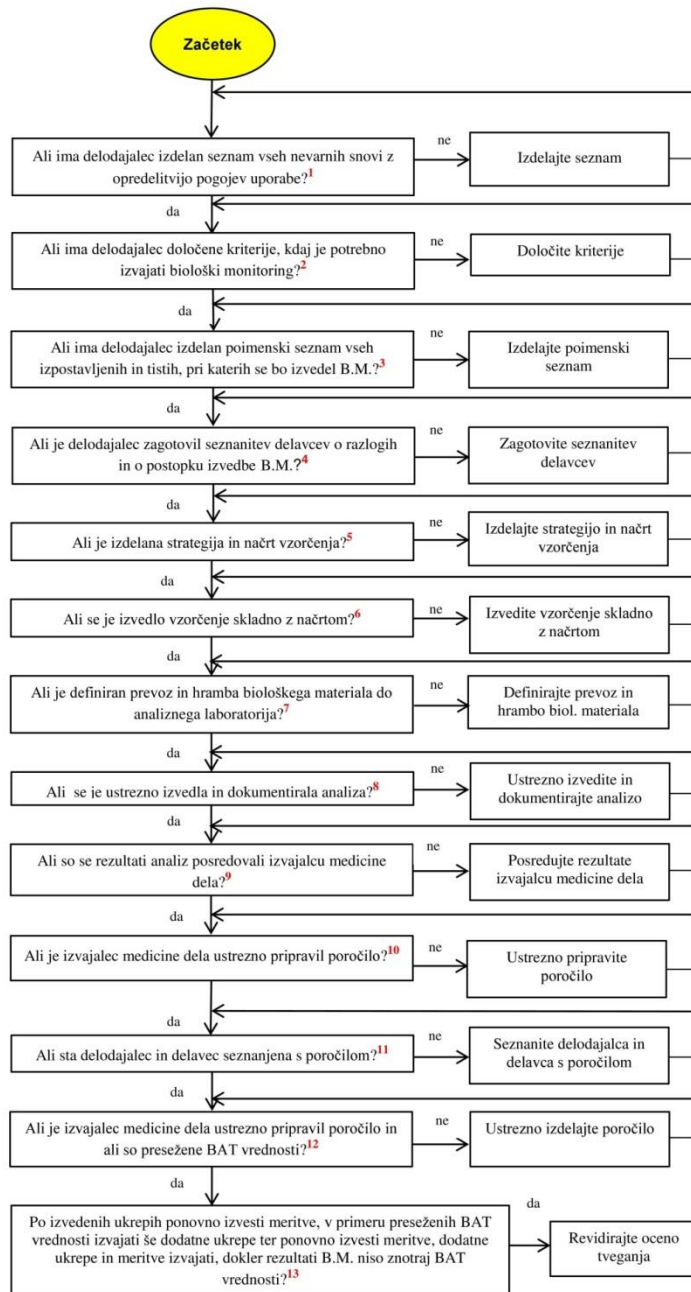 Začetek
Ali ima delodajalec izdelan seznam vseh nevarnih snovi z
opredelitvijo pogojev uporabe?1
ne
Izdelajte seznam
da
Ali ima delodajalec določene kriterije, kdaj je potrebno
izvajati biološki monitoring?2
ne
Določite kriterije
da
Ali ima delodajalec izdelan poimenski seznam vseh
izpostavljenih in tistih, pri katerih se bo izvedel B.M.?3
ne
Izdelajte poimenski
seznam
da
Ali je delodajalec zagotovil seznanitev delavcev o razlogih
in o postopku izvedbe B.M.?4
ne
Zagotovite seznanitev
delavcev
da
Ali je izdelana strategija in načrt vzorčenja?5
ne
Izdelajte strategijo in načrt
vzorčenja
da
Ali se je izvedlo vzorčenje skladno z načrtom?6
ne
Izvedite vzorčenje skladno
z načrtom
da
Ali je definiran prevoz in hramba biološkega materiala do
analiznega laboratorija?7
ne
Definirajte prevoz in
hrambo biol. materiala
da
Ali se je ustrezno izvedla in dokumentirala analiza?8
ne
Ustrezno izvedite in
dokumentirajte analizo
da
Ali so se rezultati analiz posredovali izvajalcu medicine
dela?9
ne
Posredujte rezultate
izvajalcu medicine dela
da
Ali je izvajalec medicine dela ustrezno pripravil poročilo?10
ne
Ustrezno pripravite
poročilo
da
Ali sta delodajalec in delavec seznanjena s poročilom?11
ne
Seznanite delodajalca in
delavca s poročilom
da
Ali je izvajalec medicine dela ustrezno pripravil poročilo in
ali so presežene BAT vrednosti?12
ne
Ustrezno izdelajte poročilo
da
Po izvedenih ukrepih ponovno izvesti meritve, v primeru preseženih BAT
vrednosti izvajati še dodatne ukrepe ter ponovno izvesti meritve, dodatne
ukrepe in meritve izvajati, dokler rezultati B.M. niso znotraj BAT
vrednosti?13
da
Revidirajte oceno
tveganja